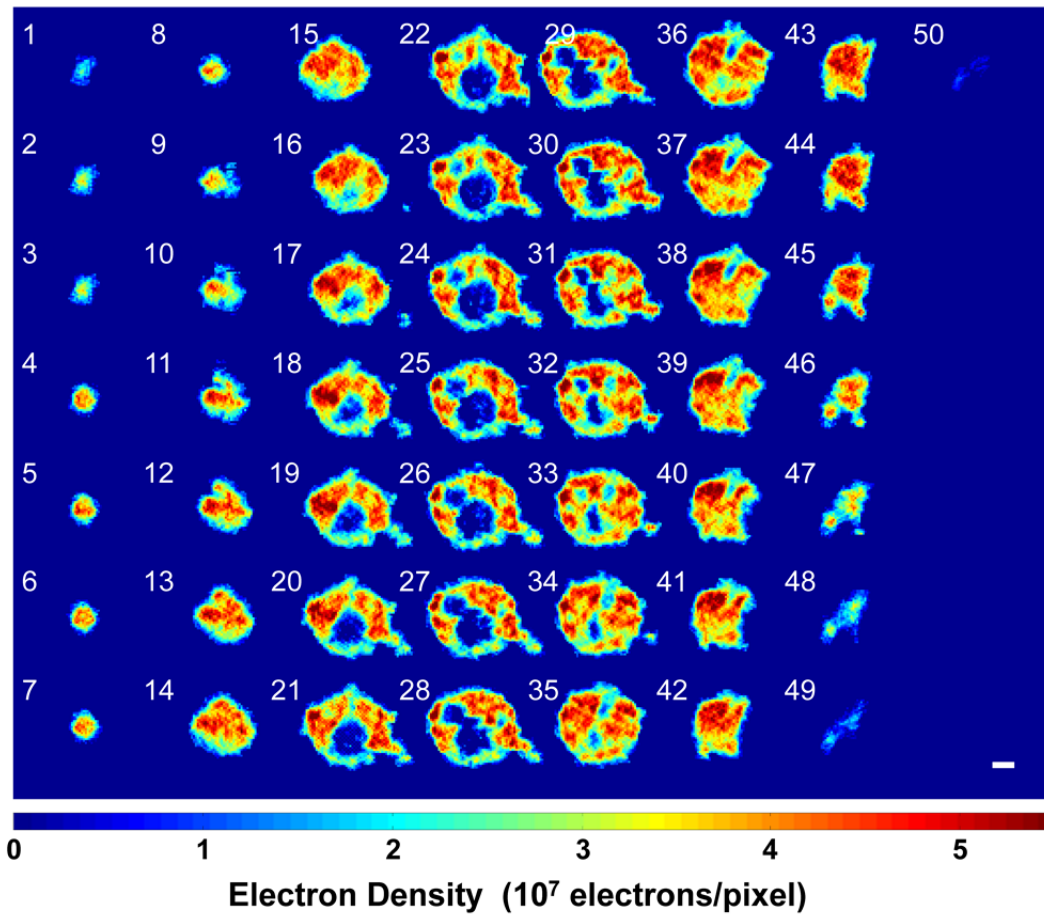 1 8 15 22 29 36 43 50
2 9 16 23 30 37 44
3 10 17 24 31 38 45
4 11 18 25 32 39 46
5 12 19 26 33 40 47
6 13 20 27 34 41 48
7 14 21 28 35 42 49
0 1 2 3 4 5
Electron Density (10⁷ electrons/pixel)